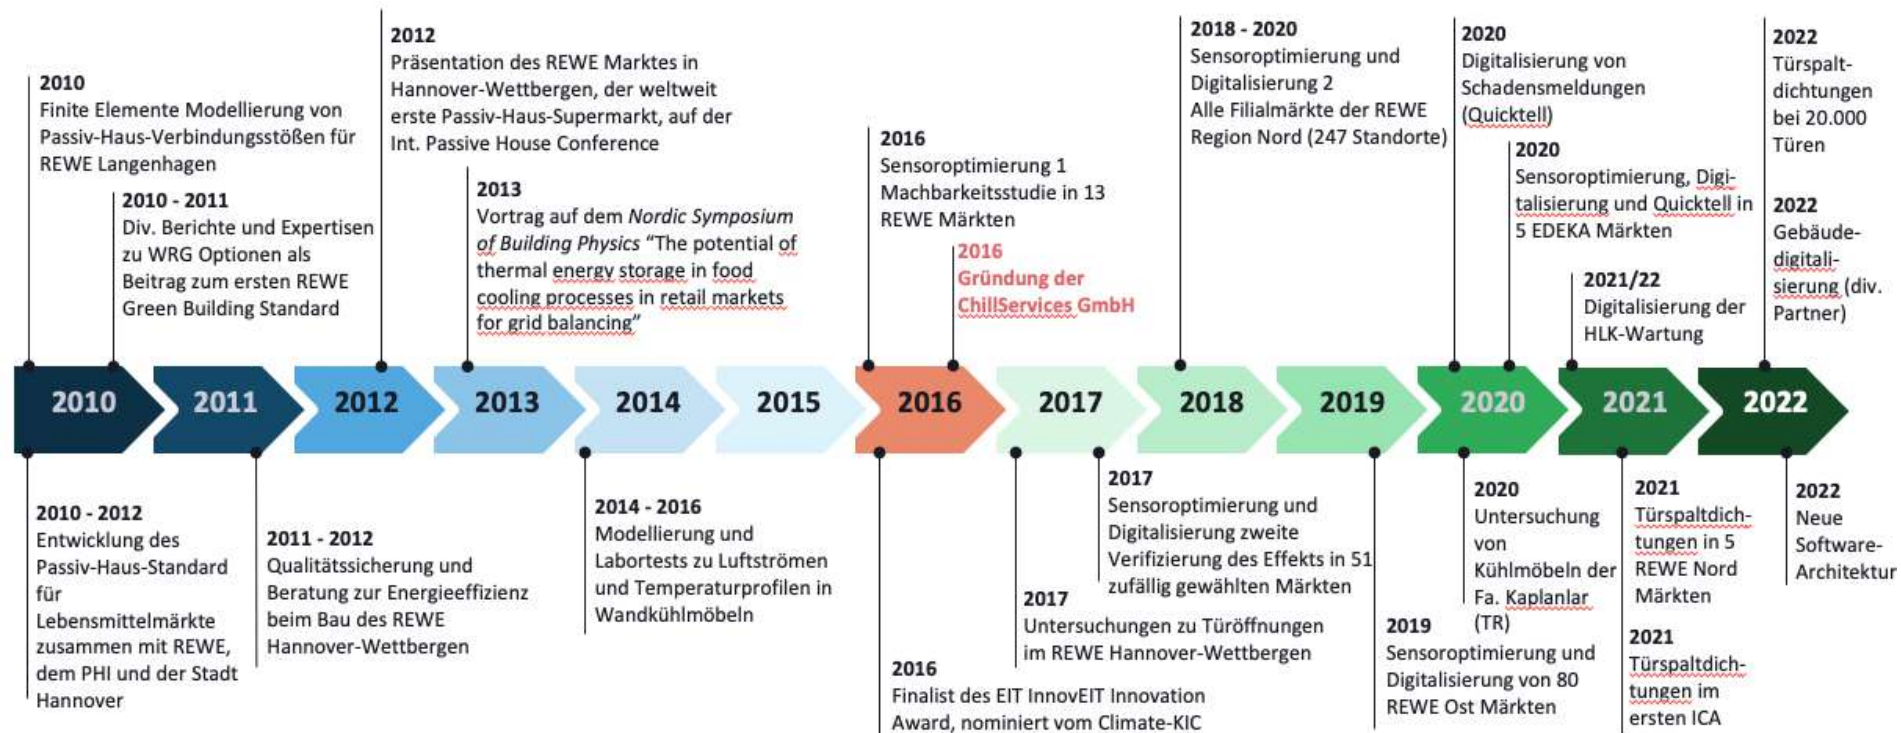 2010
Finite Elemente Modellierung von
Passiv-Haus-Verbindungsstößen für
REWE Langenhagen
2010 - 2011
Div. Berichte und Expertisen
zu WRG Optionen als
Beitrag zum ersten REWE
Green Building Standard
2012
Präsentation des REWE Marktes in
Hannover-Wettbergen, der weltweit
erste Passiv-Haus-Supermarkt, auf der
Int. Passive House Conference
2013
Vortrag auf dem Nordic Symposium
of Building Physics “The potential of
thermal energy storage in food
cooling processes in retail markets
for grid balancing”
2016
Sensoroptimierung 1
Machbarkeitsstudie in 13
REWE Märkten
2016
Gründung der
ChillServices GmbH
2018 - 2020
Sensoroptimierung und
Digitalisierung 2
Alle Filialmärkte der REWE
Region Nord (247 Standorte)
2020
Digitalisierung von
Schadensmeldungen
(Quicktell)
2020
Sensoroptimierung, Digi-
talisierung und Quicktell in
5 EDEKA Märkten
2021/22
Digitalisierung der
HLK-Wartung
2022
Türspalt-
dichtungen
bei 20.000
Türen
2022
Gebäude-
digitali-
sierung (div.
Partner)
2010
2011
2012
2013
2014
2015
2016
2017
2018
2019
2020
2021
2022
2010 - 2012
Entwicklung des
Passiv-Haus-Standard
für
Lebensmittelmärkte
zusammen mit REWE,
dem PHI und der Stadt
Hannover
2011 - 2012
Qualitätssicherung und
Beratung zur Energieeffizienz
beim Bau des REWE
Hannover-Wettbergen
2014 - 2016
Modellierung und
Labortests zu Luftströmen
und Temperaturprofilen in
Wandkühlmöbeln
2016
Finalist des EIT InnovEIT Innovation
Award, nominiert vom Climate-KIC
2017
Untersuchungen zu Türöffnungen
im REWE Hannover-Wettbergen
2017
Sensoroptimierung und
Digitalisierung zweite
Verifizierung des Effekts in 51
zufällig gewählten Märkten
2019
Sensoroptimierung und
Digitalisierung von 80
REWE Ost Märkten
2020
Untersuchung
von
Kühlmöbeln der
Fa. Kaplanlar
(TR)
2021
Türspaltdich-
tungen in 5
REWE Nord
Märkten
2021
Türspaltdich-
tungen im
ersten ICA
2022
Neue
Software-
Architektur